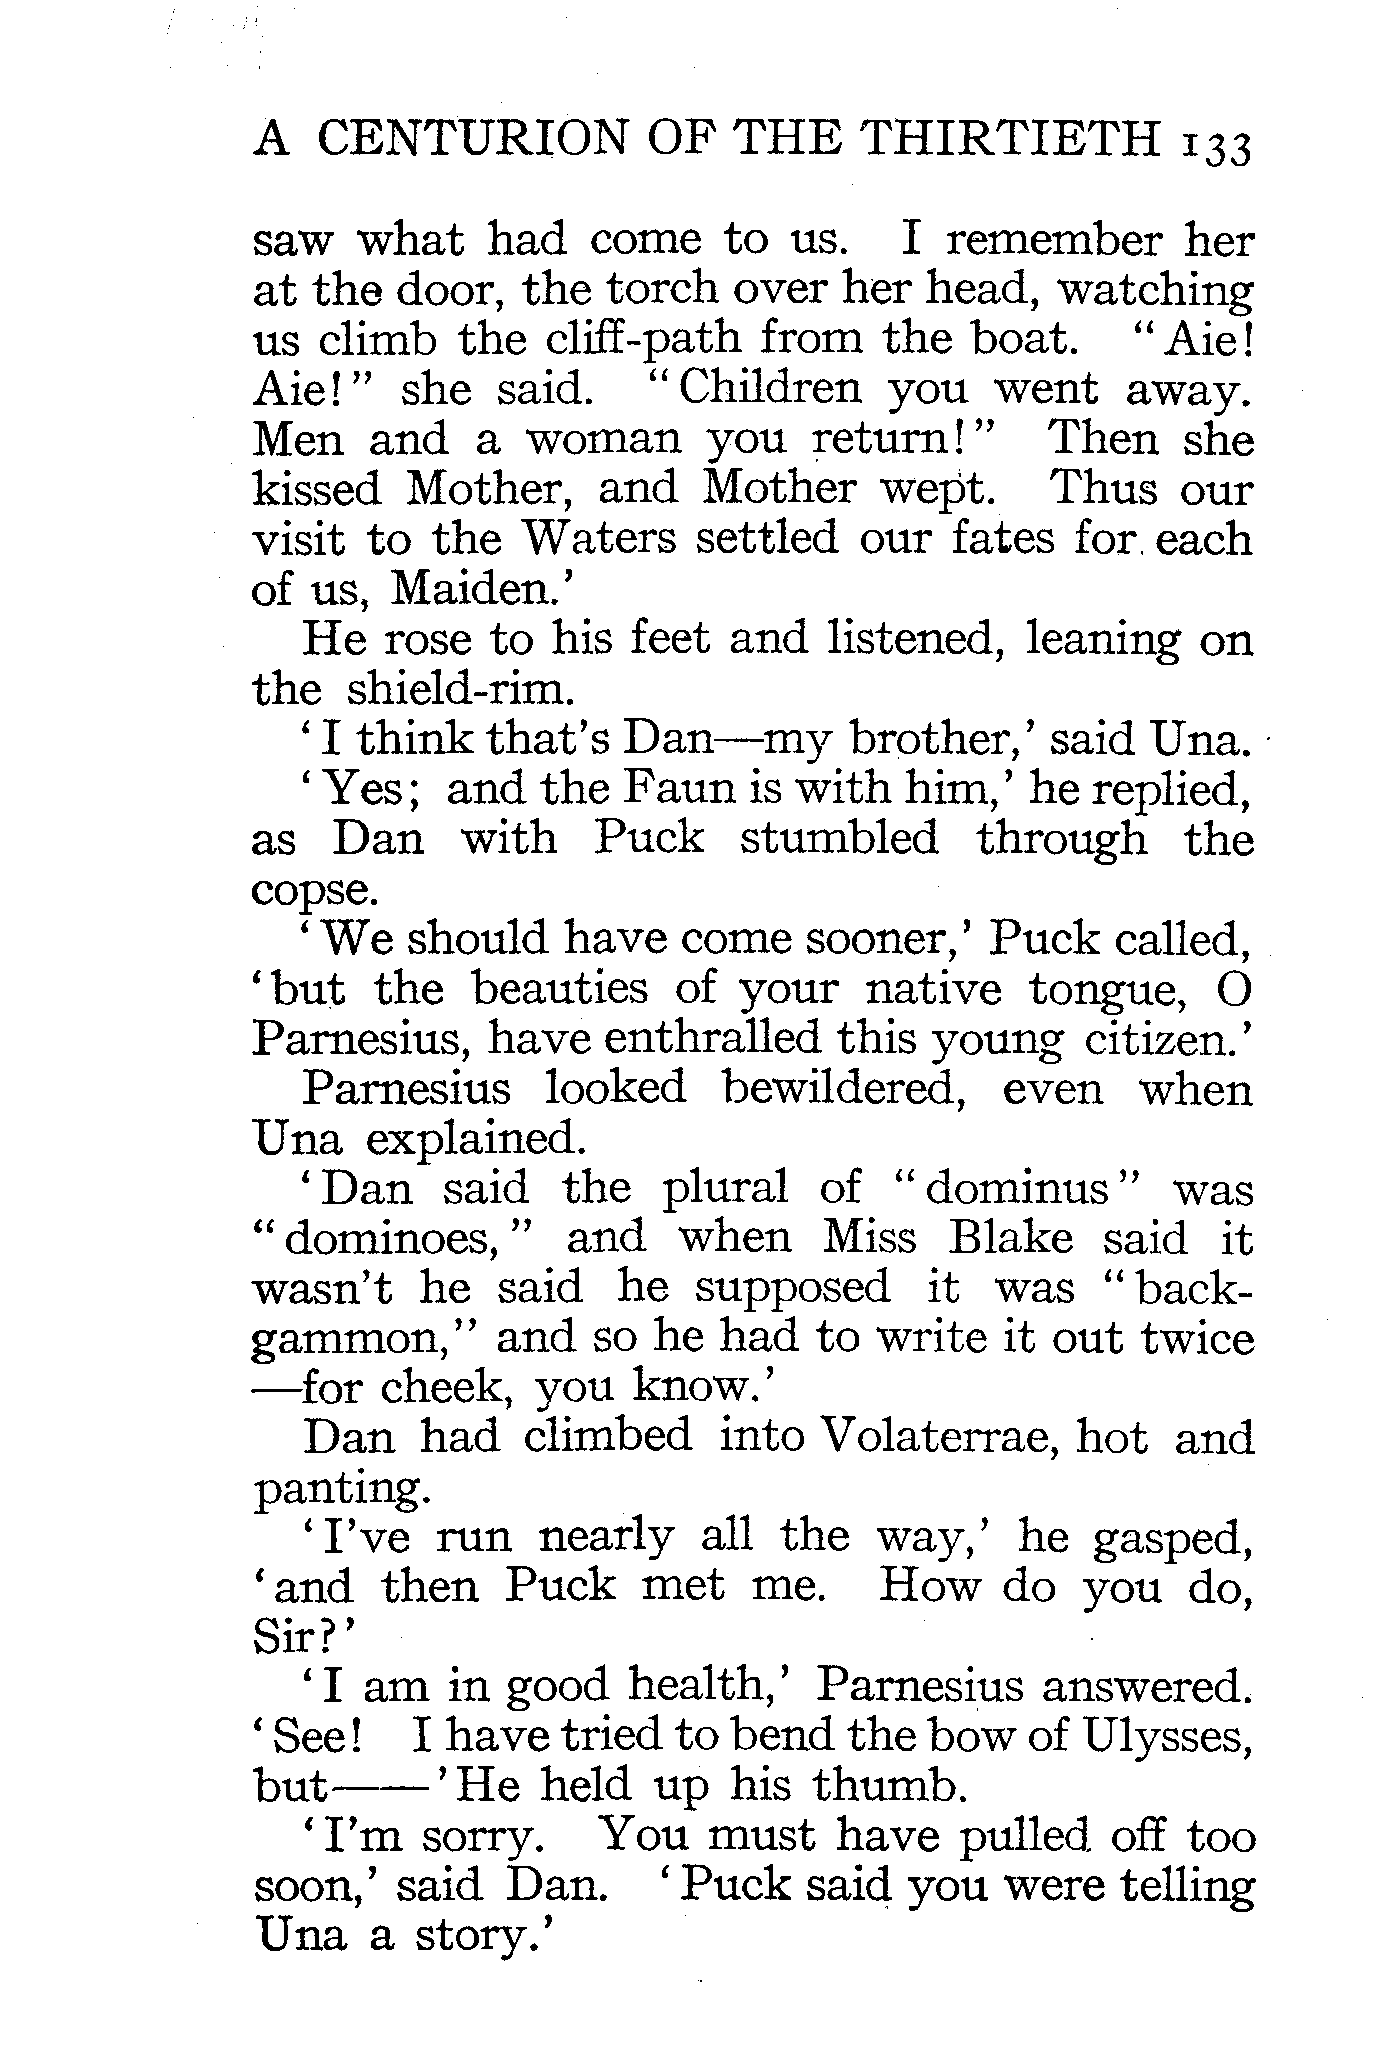 A CENTURION OF THE THIRTIETH 133
saw what had come to us. I remember her
at the door, the torch over her head, watching
us climb the cliff-path from the boat. “Aie!
Aie!” she said. “Children you went away.
Men and a woman you return!” Then she
kissed Mother, and Mother wept. Thus our
visit to the Waters settled our fates for each
of us, Maiden.’
He rose to his feet and listened, leaning on
the shield-rim.
‘I think that’s Dan—my brother,’ said Una.
‘Yes; and the Faun is with him,’ he replied,
as Dan with Puck stumbled through the
copse.
‘We should have come sooner,’ Puck called,
‘but the beauties of your native tongue, O
Parnesius, have enthralled this young citizen.’
Parnesius looked bewildered, even when
Una explained.
‘Dan said the plural of “dominus” was
“dominoes,” and when Miss Blake said it
wasn’t he said he supposed it was “back-
gammon,” and so he had to write it out twice
—for cheek, you know.’
Dan had climbed into Volaterrae, hot and
panting.
‘I’ve run nearly all the way,’ he gasped,
‘and then Puck met me. How do you do,
Sir?’
‘I am in good health,’ Parnesius answered.
‘See! I have tried to bend the bow of Ulysses,
but——’ He held up his thumb.
‘I’m sorry. You must have pulled off too
soon,’ said Dan. ‘Puck said you were telling
Una a story.’